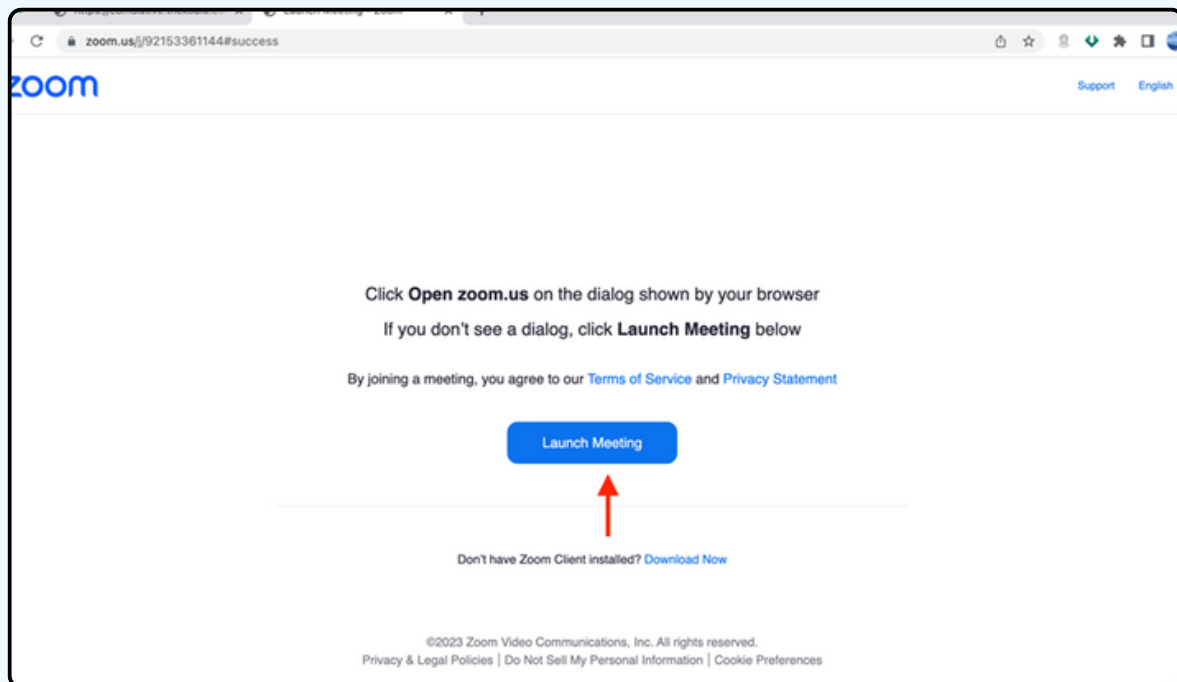 Launch Meeting - Zoom
zoom.us/j/92153361144#success
zoom
Support English
Click Open zoom.us on the dialog shown by your browser
If you don't see a dialog, click Launch Meeting below
By joining a meeting, you agree to our Terms of Service and Privacy Statement
Launch Meeting
Don't have Zoom Client installed? Download Now
©2023 Zoom Video Communications, Inc. All rights reserved.
Privacy & Legal Policies | Do Not Sell My Personal Information | Cookie Preferences